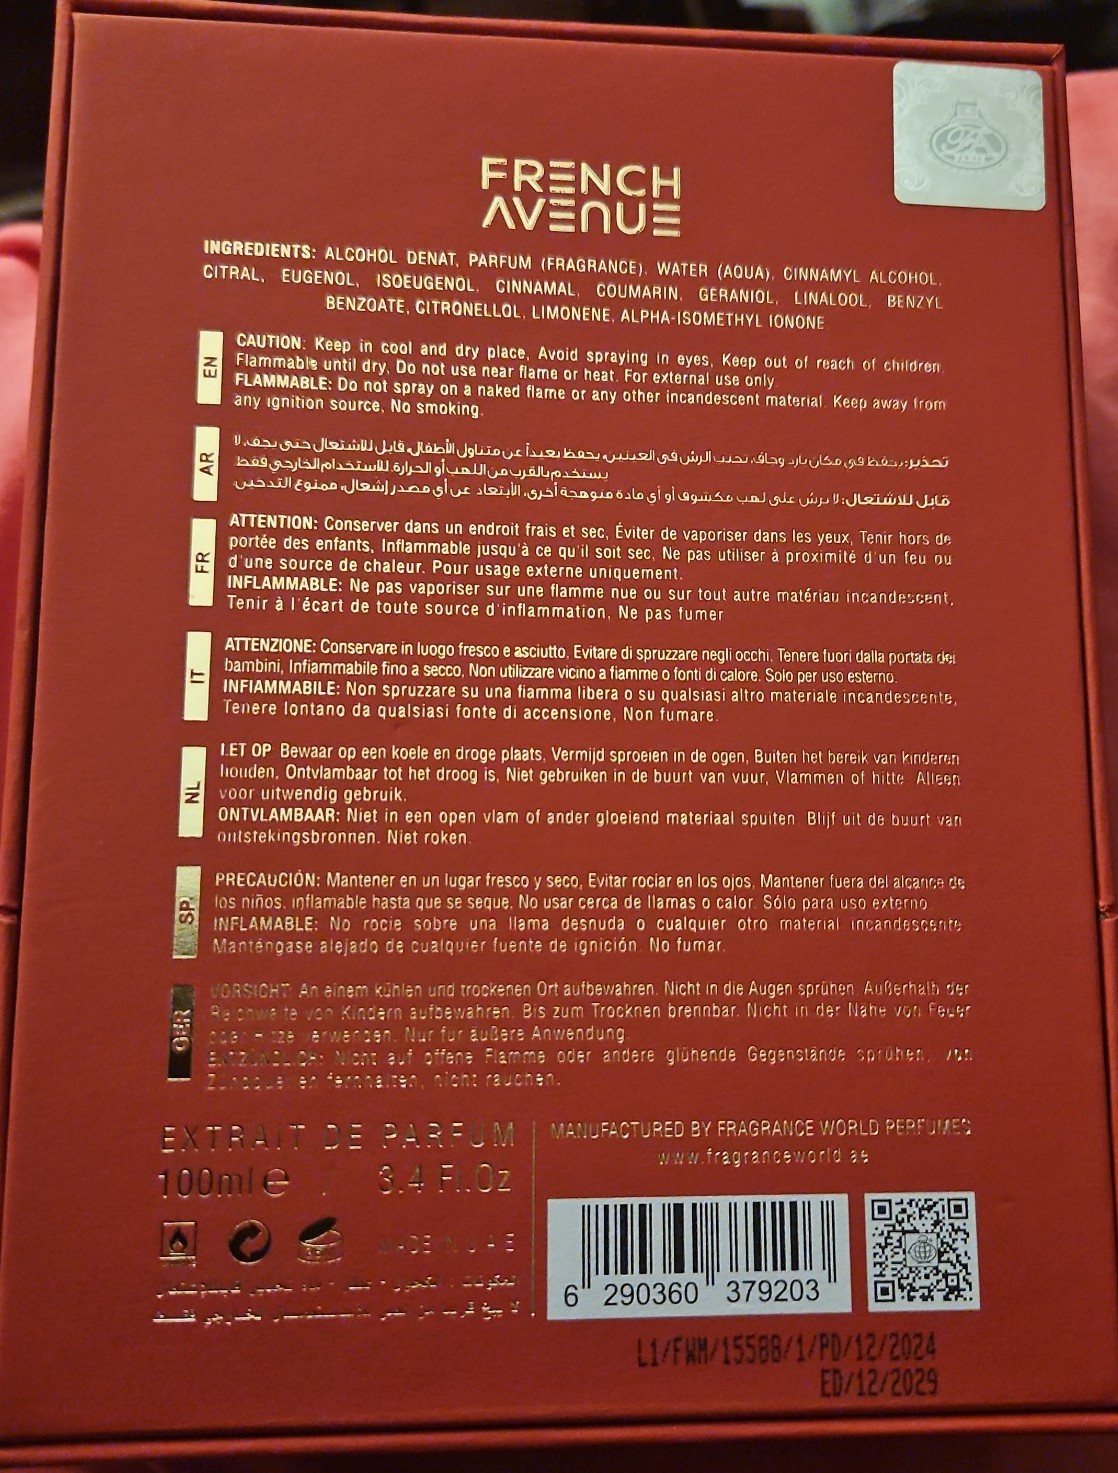 FRENCH
AVENUE
INGREDIENTS: ALCOHOL DENAT, PARFUM (FRAGRANCE), WATER (AQUA), CINNAMYL ALCOHOL,
CITRAL, EUGENOL, ISOEUGENOL, CINNAMAL, COUMARIN, GERANIOL, LINALOOL, BENZYL
BENZOATE, CITRONELLOL, LIMONENE, ALPHA-ISOMETHYL IONONE
EN
CAUTION: Keep in cool and dry place, Avoid spraying in eyes, Keep out of reach of children.
Flammable until dry, Do not use near flame or heat. For external use only.
FLAMMABLE: Do not spray on a naked flame or any other incandescent material. Keep away from
any ignition source, No smoking.
AR
تحذير: يحفظ في مكان بارد وجاف، تجنب الرش في العينين، يحفظ بعيداً عن متناول الأطفال، قابل للاشتعال حتى يجف، لا
يستخدم بالقرب من اللهب أو الحرارة. للاستخدام الخارجي فقط
قابل للاشتعال: لا يرش على لهب مكشوف أو أي مادة متوهجة أخرى، الأبتعاد عن أي مصدر إشعال، ممنوع التدخين.
FR
ATTENTION: Conserver dans un endroit frais et sec, Éviter de vaporiser dans les yeux, Tenir hors de
portée des enfants, Inflammable jusqu'à ce qu'il soit sec, Ne pas utiliser à proximité d'un feu ou
d'une source de chaleur. Pour usage externe uniquement.
INFLAMMABLE: Ne pas vaporiser sur une flamme nue ou sur tout autre matériau incandescent,
Tenir à l'écart de toute source d'inflammation, Ne pas fumer
IT
ATTENZIONE: Conservare in luogo fresco e asciutto, Evitare di spruzzare negli occhi, Tenere fuori dalla portata dei
bambini, Infiammabile fino a secco, Non utilizzare vicino a fiamme o fonti di calore. Solo per uso esterno.
INFIAMMABILE: Non spruzzare su una fiamma libera o su qualsiasi altro materiale incandescente,
Tenere lontano da qualsiasi fonte di accensione, Non fumare.
NL
LET OP Bewaar op een koele en droge plaats, Vermijd sproeien in de ogen, Buiten het bereik van kinderen
houden, Ontvlambaar tot het droog is, Niet gebruiken in de buurt van vuur, Vlammen of hitte. Alleen
voor uitwendig gebruik.
ONTVLAMBAAR: Niet in een open vlam of ander gloeiend materiaal spuiten. Blijf uit de buurt van
ontstekingsbronnen. Niet roken.
SP
PRECAUCIÓN: Mantener en un lugar fresco y seco, Evitar rociar en los ojos, Mantener fuera del alcance de
los niños. inflamable hasta que se seque, No usar cerca de llamas o calor. Sólo para uso externo
INFLAMABLE: No rocie sobre una llama desnuda o cualquier otro material incandescente
Manténgase alejado de cualquier fuente de ignición. No fumar.
GER
VORSICHT: An einem kühlen und trockenen Ort aufbewahren. Nicht in die Augen sprühen. Außerhalb der
Reichweite von Kindern aufbewahren. Bis zum Trocknen brennbar. Nicht in der Nähe von Feuer
oder Hitze verwenden. Nur für äußere Anwendung.
ENTZÜNDLICH: Nicht auf offene Flamme oder andere glühende Gegenstände sprühen, von
Zündquellen fernhalten, nicht rauchen.
EXTRAIT DE PARFUM
100ml e / 3.4 Fl.Oz
MADE IN U.A.E
MANUFACTURED BY FRAGRANCE WORLD PERFUMES
www.fragranceworld.ae
6 290360 379203
L1/FWM/15588/1/PD/12/2024
ED/12/2029